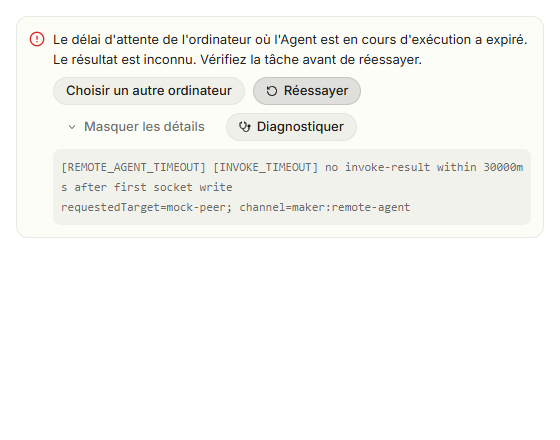 Le délai d'attente de l'ordinateur où l'Agent est en cours d'exécution a expiré.
Le résultat est inconnu. Vérifiez la tâche avant de réessayer.
Choisir un autre ordinateur
Réessayer
Masquer les détails
Diagnostiquer
[REMOTE_AGENT_TIMEOUT] [INVOKE_TIMEOUT] no invoke-result within 30000m
s after first socket write
requestedTarget=mock-peer; channel=maker:remote-agent